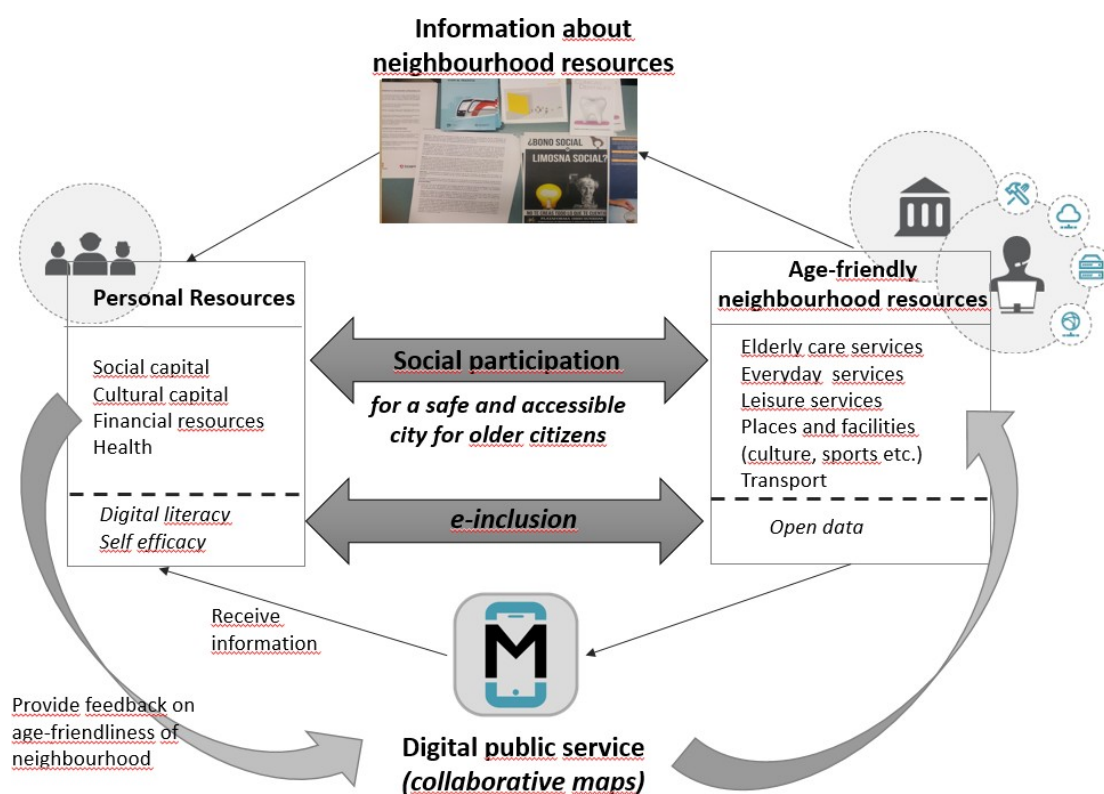 Information about
neighbourhood resources
¿BONO SOCIAL
LIMOSNA SOCIAL?
Personal Resources
Social capital
Cultural capital
Financial resources
Health
Digital literacy
Self efficacy
Social participation
for a safe and accessible
city for older citizens
e-inclusion
Age-friendly
neighbourhood resources
Elderly care services
Everyday services
Leisure services
Places and facilities
(culture, sports etc.)
Transport
Open data
Receive
information
Provide feedback on
age-friendliness of
neighbourhood
M
Digital public service
(collaborative maps)